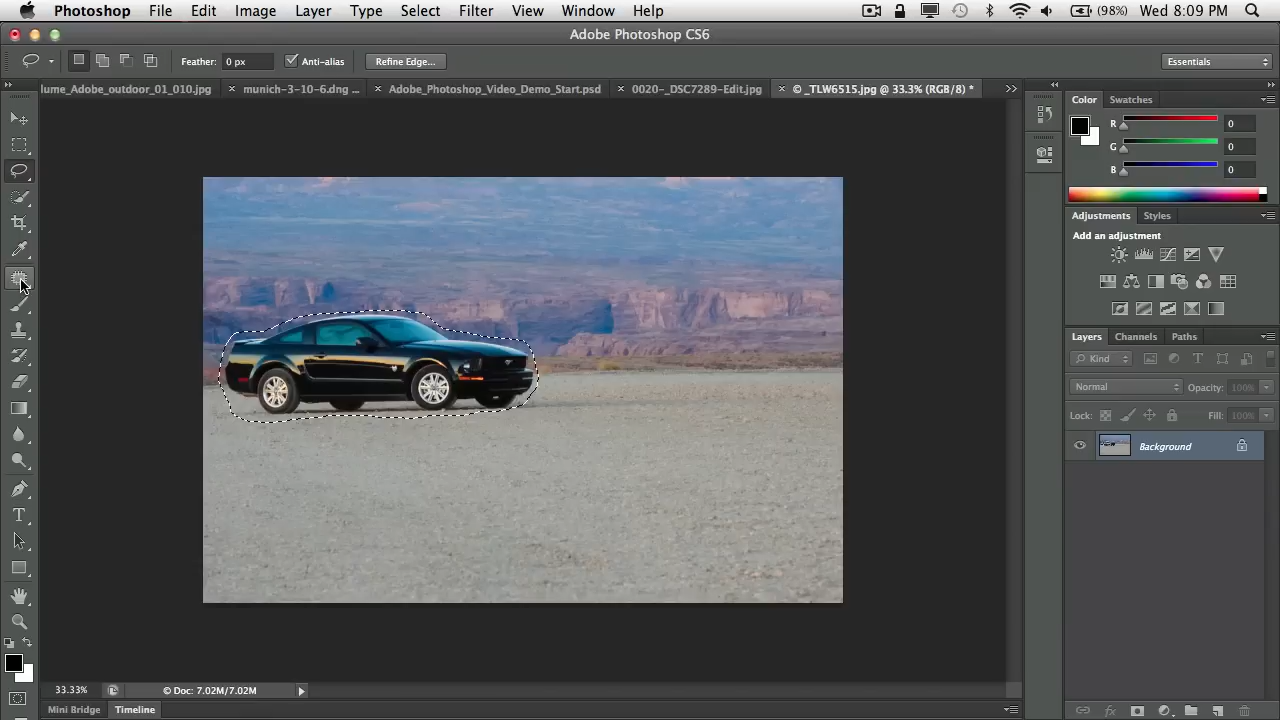 Photoshop File Edit Image Layer Type Select Filter View Window Help (98%) Wed 8:09 PM
Adobe Photoshop CS6
Feather: 0 px Anti-alias Refine Edge... Essentials
lume_Adobe_outdoor_01_010.jpg × munich-3-10-6.dng ... × Adobe_Photoshop_Video_Demo_Start.psd × 0020-_DSC7289-Edit.jpg × © _TLW6515.jpg @ 33.3% (RGB/8) *
Color Swatches
R 0
G 0
B 0
Adjustments Styles
Add an adjustment
Layers Channels Paths
Kind
Normal Opacity: 100%
Lock: Fill: 100%
Background
33.33% © Doc: 7.02M/7.02M
Mini Bridge Timeline